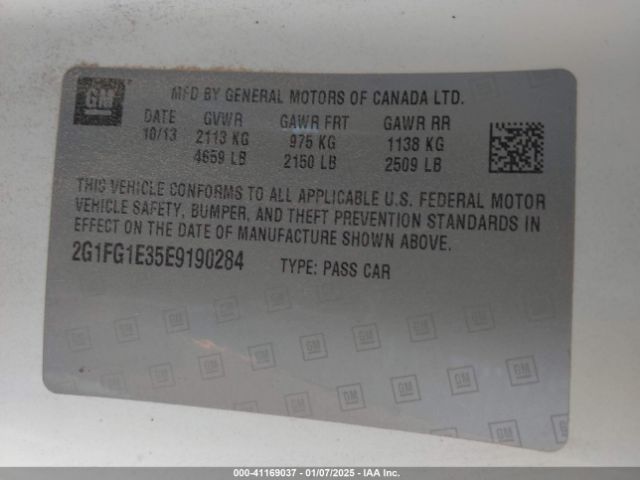 GM
MFD BY GENERAL MOTORS OF CANADA LTD.
DATE GVWR GAWR FRT GAWR RR
10/13 2113 KG 975 KG 1138 KG
4659 LB 2150 LB 2509 LB
THIS VEHICLE CONFORMS TO ALL APPLICABLE U.S. FEDERAL MOTOR
VEHICLE SAFETY, BUMPER, AND THEFT PREVENTION STANDARDS IN
EFFECT ON THE DATE OF MANUFACTURE SHOWN ABOVE.
2G1FG1E35E9190284 TYPE: PASS CAR
000-41169037 - 01/07/2025 - IAA Inc.